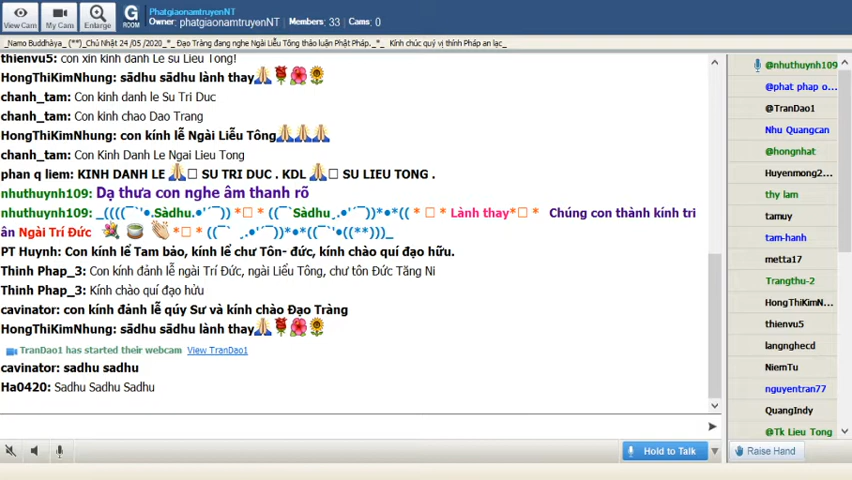 PhatgiaonamtruyenNT
Owner: phatgiaonamtruyenNT Members: 33 Cams: 0
View Cam My Cam Enlarge G ROOM
_Namo Buddhàya_ (**)_Chủ Nhật 24 /05 /2020_*_ Đạo Tràng đang nghe Ngài Liễu Tông thảo luận Phật Pháp._*_ Kính chúc quý vị thính Pháp an lạc_
thienvu5: con xin kinh danh Le su Lieu Tong!
HongThiKimNhung: sādhu sādhu lành thay🙏🌹🌺🌻
chanh_tam: Con kinh danh le Su Tri Duc
chanh_tam: Con kinh chao Dao Trang
HongThiKimNhung: con kính lễ Ngài Liễu Tông🙏🙏🙏
chanh_tam: Con kinh Danh Le Ngai Lieu Tong
phan q liem: KINH DANH LE 🙏□ SU TRI DUC . KDL 🙏□ SU LIEU TONG .
nhuthuynh109: Dạ thưa con nghe âm thanh rõ
nhuthuynh109: _((((¯`'•.Sàdhu.•'´¯)) *□ * ((¯`Sàdhu¸.•'´¯))*•*(( * □ * Lành thay*□ * Chúng con thành kính tri
ân Ngài Trí Đức 💐 🍵 👏 *□ * ((¯` ¸.•'´¯))*•*((¯`'•((**)))_
PT Huynh: Con kính lể Tam bảo, kính lể chư Tôn- đức, kính chào quý đạo hữu.
Thinh Phap_3: Con kính đảnh lễ ngài Trí Đức, ngài Liểu Tông, chư tôn Đức Tăng Ni
Thinh Phap_3: Kính chào quí đạo hửu
cavinator: con kính đảnh lễ qúy Sư và kính chào Đạo Tràng
HongThiKimNhung: sādhu sādhu lành thay🙏🌹🌺🌻
TranDao1 has started their webcam View TranDao1
cavinator: sadhu sadhu
Ha0420: Sadhu Sadhu Sadhu
@nhuthuynh109
@phat phap o...
@TranDao1
Nhu Quangcan
@hongnhat
Huyenmong2...
thy lam
tamuy
tam-hanh
metta17
Trangthu-2
HongThiKimN...
thienvu5
langnghecd
NiemTu
nguyentran77
QuangIndy
@Tk Lieu Tong
Hold to Talk Raise Hand